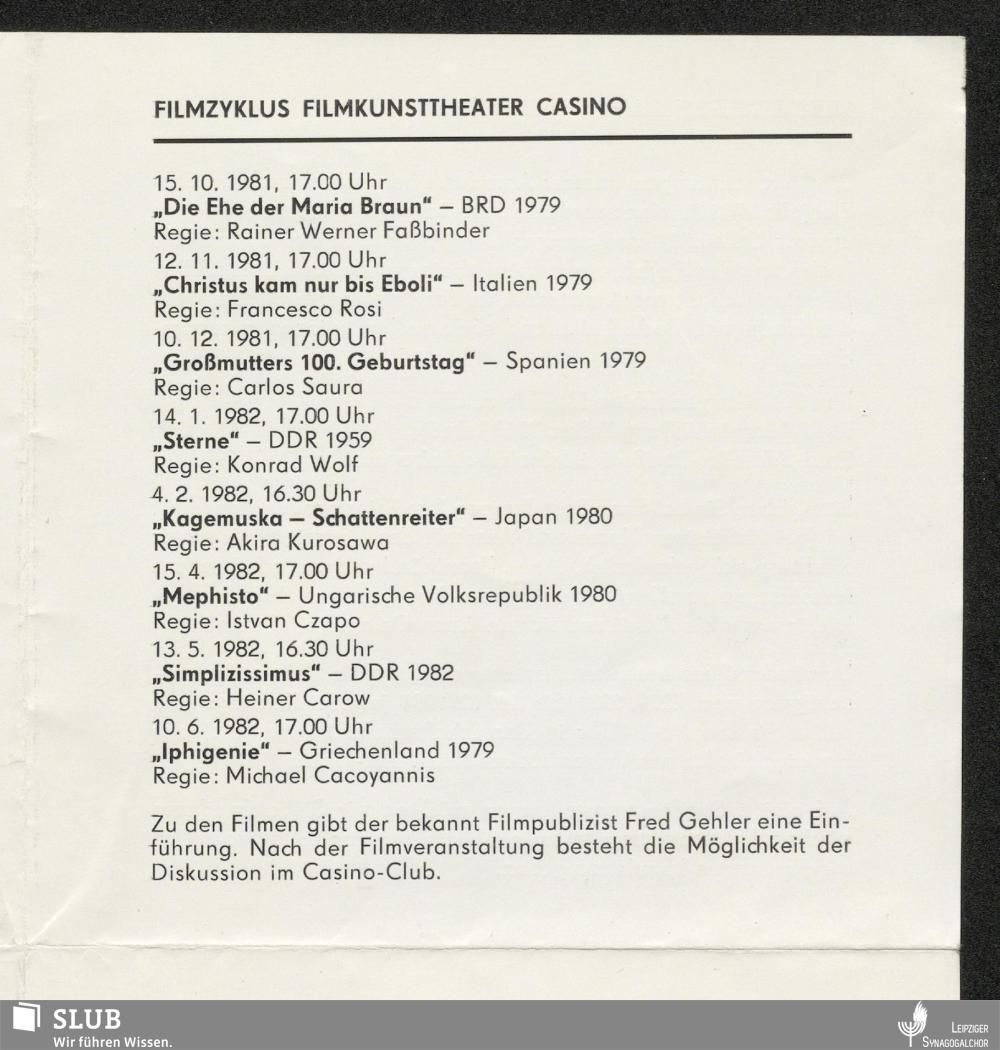 FILMZYKLUS FILMKUNSTTHEATER CASINO
15. 10. 1981, 17.00 Uhr
„Die Ehe der Maria Braun“ – BRD 1979
Regie: Rainer Werner Faßbinder
12. 11. 1981, 17.00 Uhr
„Christus kam nur bis Eboli“ – Italien 1979
Regie: Francesco Rosi
10. 12. 1981, 17.00 Uhr
„Großmutters 100. Geburtstag“ – Spanien 1979
Regie: Carlos Saura
14. 1. 1982, 17.00 Uhr
„Sterne“ – DDR 1959
Regie: Konrad Wolf
4. 2. 1982, 16.30 Uhr
„Kagemuska – Schattenreiter“ – Japan 1980
Regie: Akira Kurosawa
15. 4. 1982, 17.00 Uhr
„Mephisto“ – Ungarische Volksrepublik 1980
Regie: Istvan Czapo
13. 5. 1982, 16.30 Uhr
„Simplizissimus“ – DDR 1982
Regie: Heiner Carow
10. 6. 1982, 17.00 Uhr
„Iphigenie“ – Griechenland 1979
Regie: Michael Cacoyannis
Zu den Filmen gibt der bekannt Filmpublizist Fred Gehler eine Ein-
führung. Nach der Filmveranstaltung besteht die Möglichkeit der
Diskussion im Casino-Club.
SLUB
Wir führen Wissen.
LEIPZIGER
SYNAGOGALCHOR